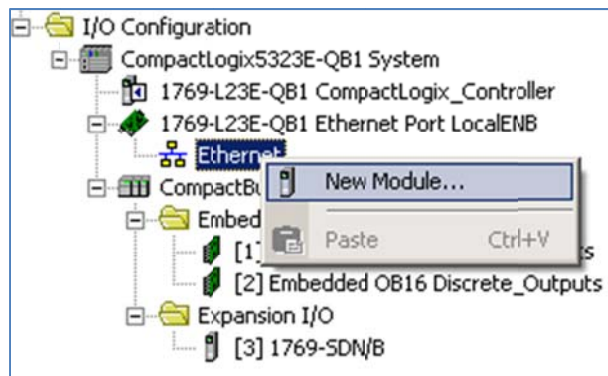 I/O Configuration
CompactLogix5323E-QB1 System
1769-L23E-QB1 CompactLogix_Controller
1769-L23E-QB1 Ethernet Port LocalENB
Ethernet
New Module...
Paste Ctrl+V
[2] Embedded OB16 Discrete_Outputs
Expansion I/O
[3] 1769-SDN/B